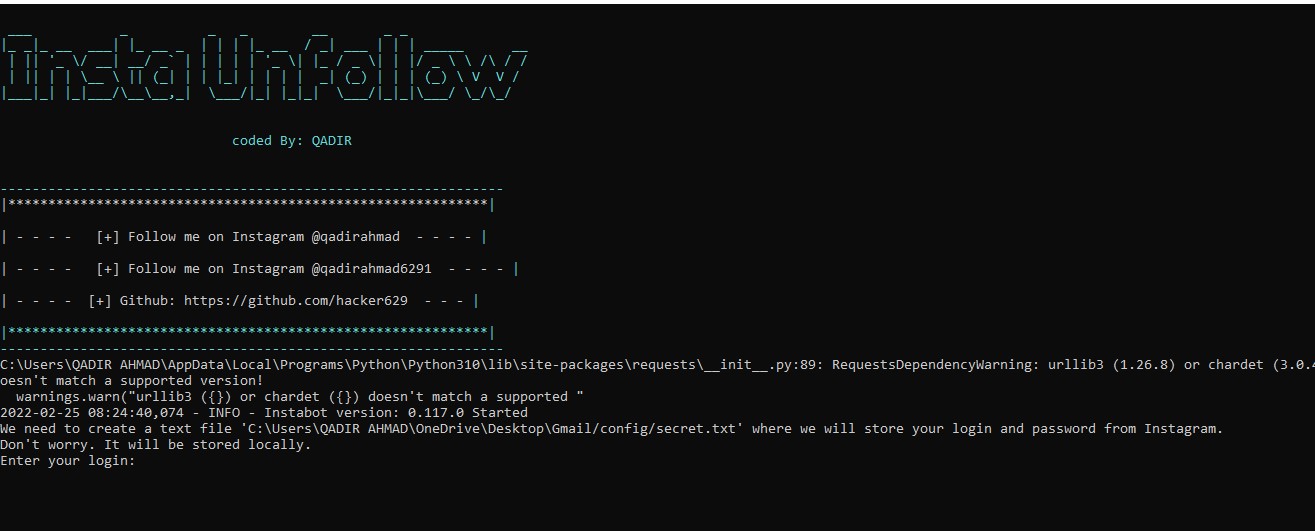 Insta Unfollow
coded By: QADIR
---------------------------------------------------------------
|************************************************************|
| - - - -   [+] Follow me on Instagram @qadirahmad  - - - - |
| - - - -   [+] Follow me on Instagram @qadirahmad6291  - - - - |
| - - - -  [+] Github: https://github.com/hacker629  - - - |
|************************************************************|
---------------------------------------------------------------
C:\Users\QADIR AHMAD\AppData\Local\Programs\Python\Python310\lib\site-packages\requests\__init__.py:89: RequestsDependencyWarning: urllib3 (1.26.8) or chardet (3.0.4
oesn't match a supported version!
  warnings.warn("urllib3 ({}) or chardet ({}) doesn't match a supported "
2022-02-25 08:24:40,074 - INFO - Instabot version: 0.117.0 Started
We need to create a text file 'C:\Users\QADIR AHMAD\OneDrive\Desktop\Gmail/config/secret.txt' where we will store your login and password from Instagram.
Don't worry. It will be stored locally.
Enter your login: